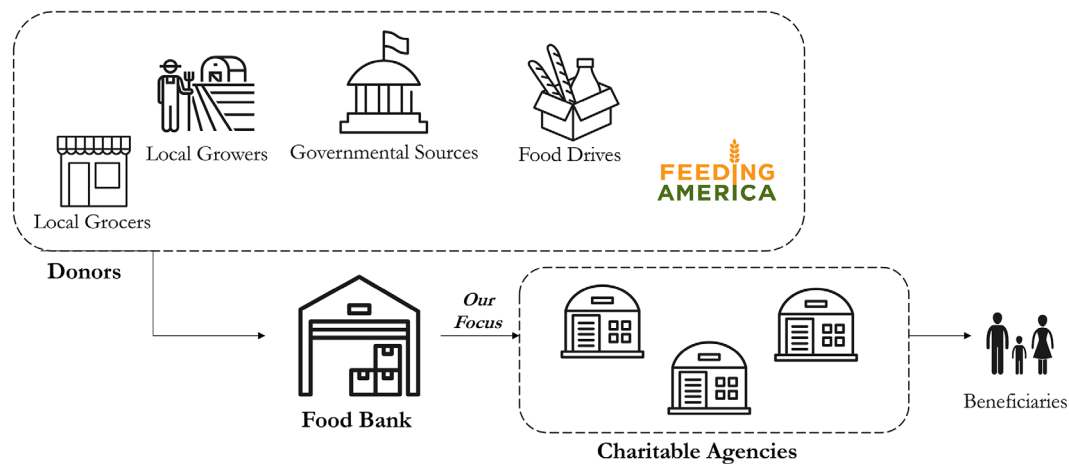 Local Growers
Governmental Sources
Food Drives
FEEDING
AMERICA
Local Grocers
Donors
Our
Focus
Food Bank
Charitable Agencies
Beneficiaries